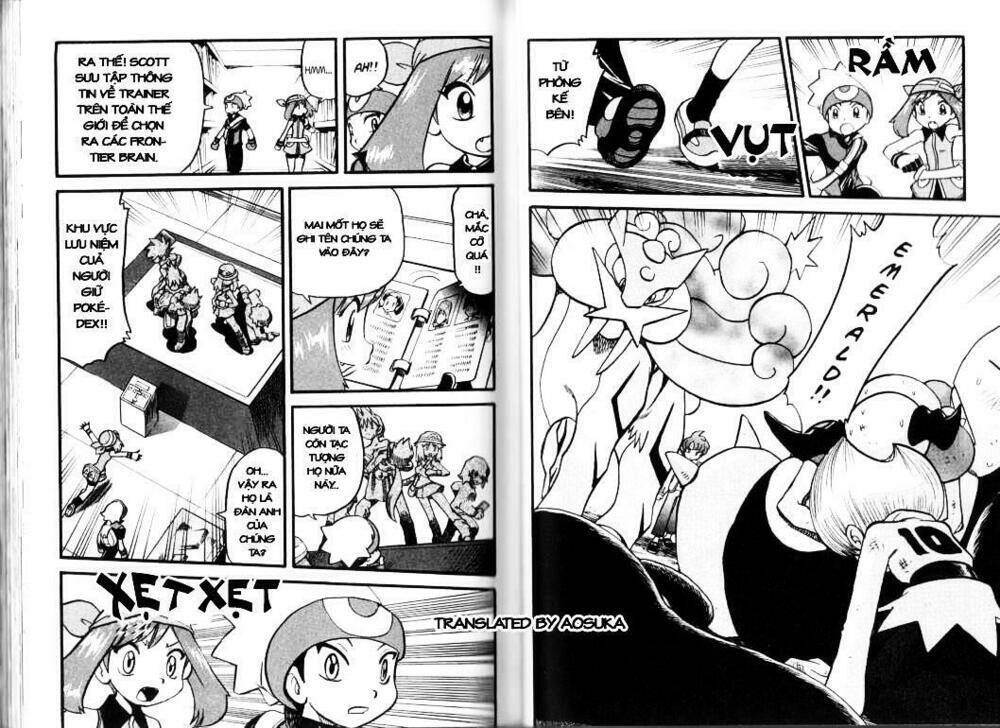 RA THẾ! SCOTT
SƯU TẬP THÔNG
TIN VỀ TRAINER
TRÊN TOÁN THẾ
GIỚI ĐỂ CHỌN
RA CÁC FRON-
TIER BRAIN.
HMM...
AH!!
KHU VỰC
LƯU NIỆM
CUẢ
NGƯỜI
GIỮ
POKÉ-
DEX!!
MAI MỐT HỌ SẼ
GHI TÊN CHÚNG TA
VÀO ĐÂY?
CHÀ,
MẮC
CỠ
QUÁ
!!
NGƯỜI TA
CÒN TẠC
TƯỢNG
HỌ NỮA
NÀY..
OH...
VẬY RA
HỌ LÀ
ĐÀN ANH
CỦA
CHÚNG
TA?
XẸT XẸT
TỪ
PHÒNG
KẾ
BÊN!
VỤT
RẦM
EMERALD!!
10
TRANSLATED BY AOSUKA